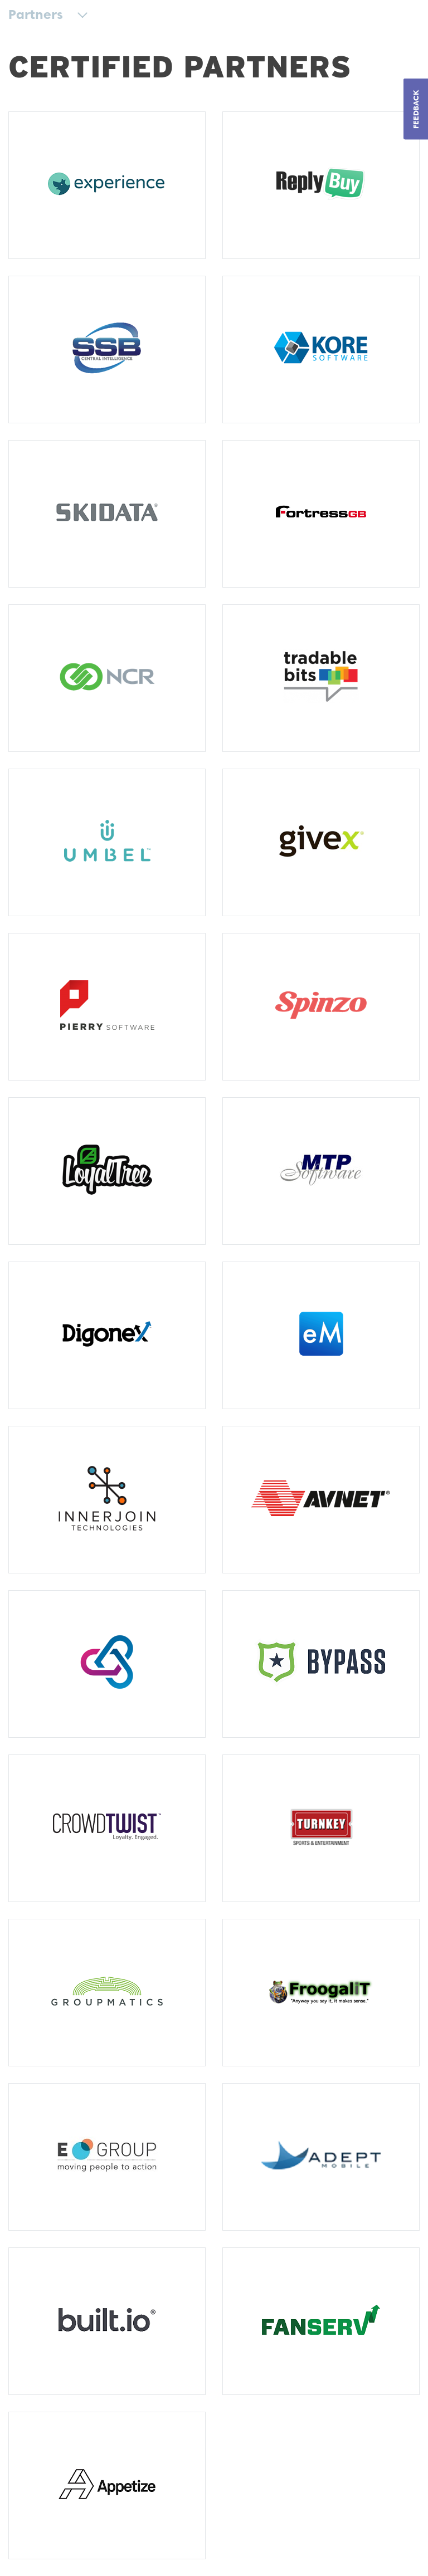 Partners
CERTIFIED PARTNERS
FEEDBACK
experience
Reply Buy
SSB
CENTRAL INTELLIGENCE
KORE
SOFTWARE
SKIDATA®
FortressGB
NCR
tradable
bits
UMBEL™
givex
PIERRY SOFTWARE
Spinzo
LoyalTree
MTP
Software
Digonex
eM
INNERJOIN
TECHNOLOGIES
AVNET®
BYPASS
CROWDTWIST™
Loyalty. Engaged.
TURNKEY
SPORTS & ENTERTAINMENT
GROUPMATICS
FroogaliT
"Anyway you say it, it makes sense."
E GROUP
moving people to action
ADEPT
MOBILE
built.io®
FANSERV
Appetize